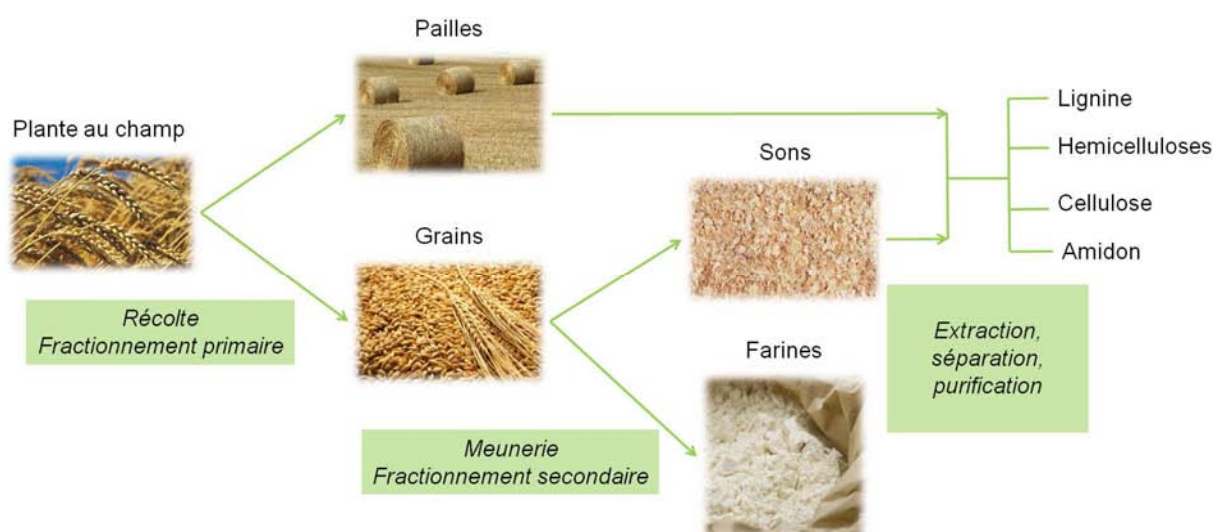 Pailles
Plante au champ
Sons
Grains
Lignine
Hemicelluloses
Cellulose
Amidon
Récolte
Fractionnement primaire
Farines
Extraction,
séparation,
purification
Meunerie
Fractionnement secondaire